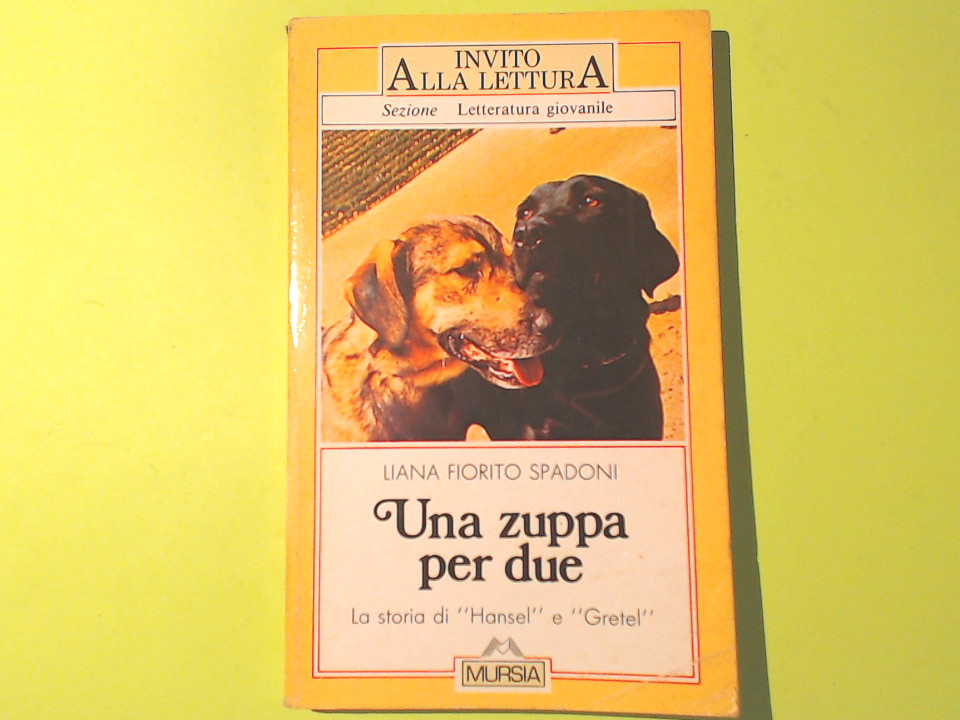 INVITO
ALLA LETTURA
Sezione Letteratura giovanile
LIANA FIORITO SPADONI
Una zuppa
per due
La storia di ''Hansel'' e ''Gretel''
MURSIA